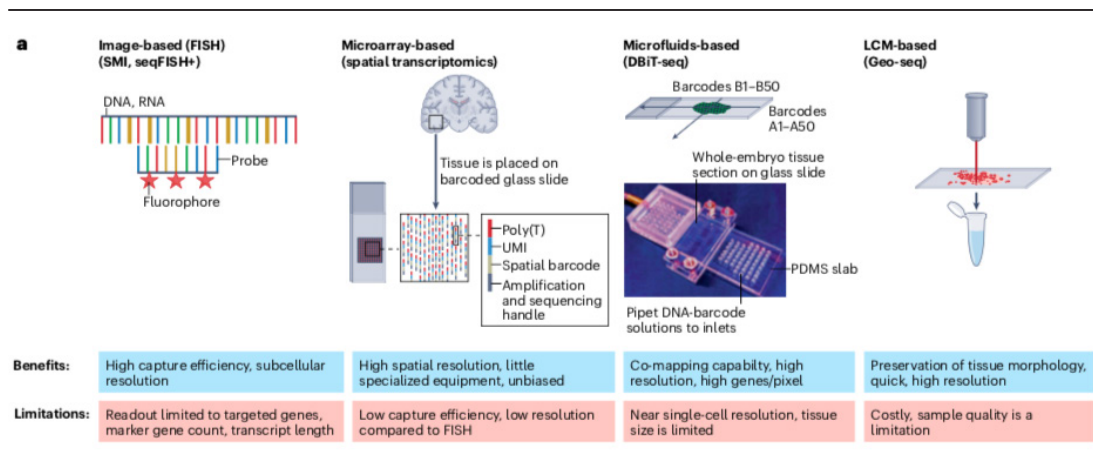 a
Image-based (FISH)
(SMI, seqFISH+)
DNA, RNA
Probe
Fluorophore
Microarray-based
(spatial transcriptomics)
Tissue is placed on
barcoded glass slide
Poly(T)
UMI
Spatial barcode
Amplification
and sequencing
handle
Microfluids-based
(DBiT-seq)
Barcodes B1–B50
Barcodes
A1–A50
Whole-embryo tissue
section on glass slide
PDMS slab
Pipet DNA-barcode
solutions to inlets
LCM-based
(Geo-seq)
Benefits:
High capture efficiency, subcellular
resolution
High spatial resolution, little
specialized equipment, unbiased
Co-mapping capabilty, high
resolution, high genes/pixel
Preservation of tissue morphology,
quick, high resolution
Limitations:
Readout limited to targeted genes,
marker gene count, transcript length
Low capture efficiency, low resolution
compared to FISH
Near single-cell resolution, tissue
size is limited
Costly, sample quality is a
limitation